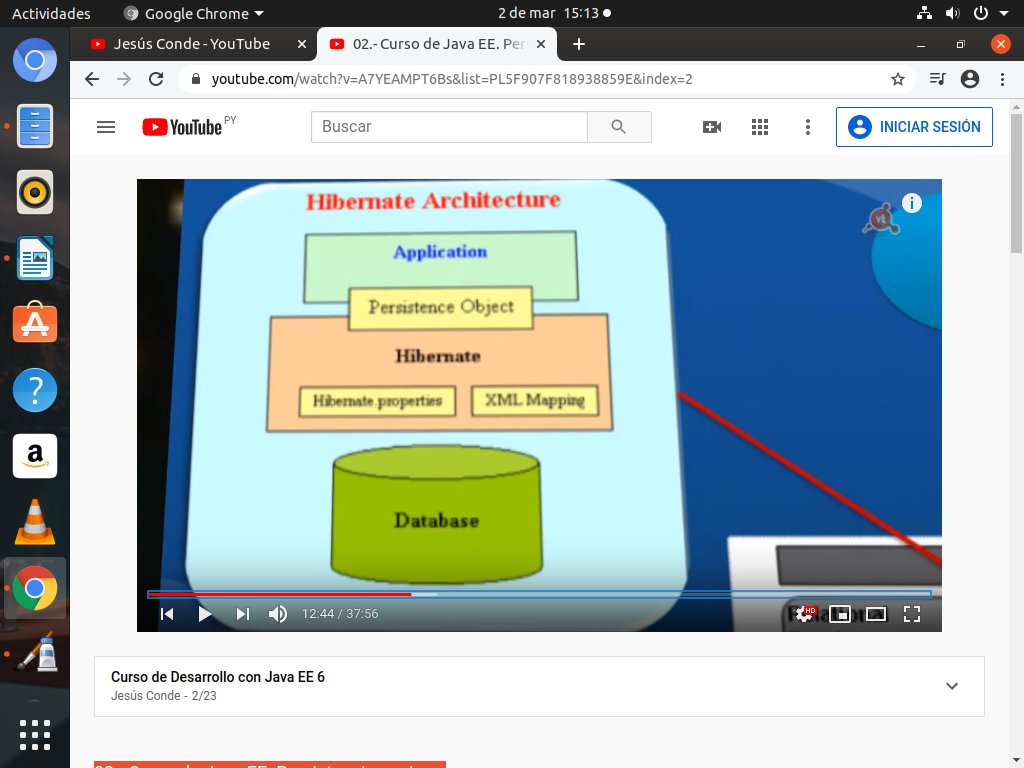 Actividades
Google Chrome
2 de mar 15:13
Jesús Conde - YouTube
02.- Curso de Java EE. Per
youtube.com/watch?v=A7YEAMPT6Bs&list=PL5F907F818938859E&index=2
YouTube PY
Buscar
INICIAR SESIÓN
Hibernate Architecture
Application
Persistence Object
Hibernate
Hibernate.properties
XML Mapping
Database
Relational
12:44 / 37:56
HD
Curso de Desarrollo con Java EE 6
Jesús Conde - 2/23